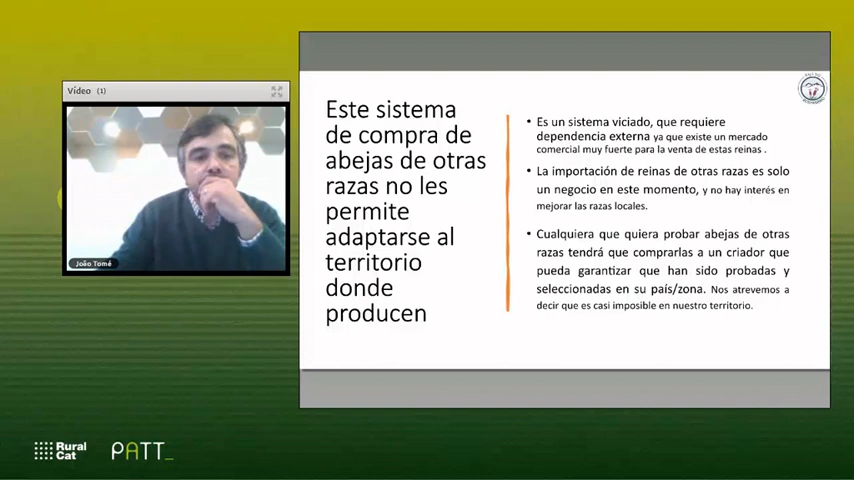 Vídeo (1)
João Tomé
Este sistema
de compra de
abejas de otras
razas no les
permite
adaptarse al
territorio
donde
producen
• Es un sistema viciado, que requiere
dependencia externa ya que existe un mercado
comercial muy fuerte para la venta de estas reinas .
• La importación de reinas de otras razas es solo
un negocio en este momento, y no hay interés en
mejorar las razas locales.
• Cualquiera que quiera probar abejas de otras
razas tendrá que comprarlas a un criador que
pueda garantizar que han sido probadas y
seleccionadas en su país/zona. Nos atrevemos a
decir que es casi imposible en nuestro territorio.
Rural
Cat
PATT_